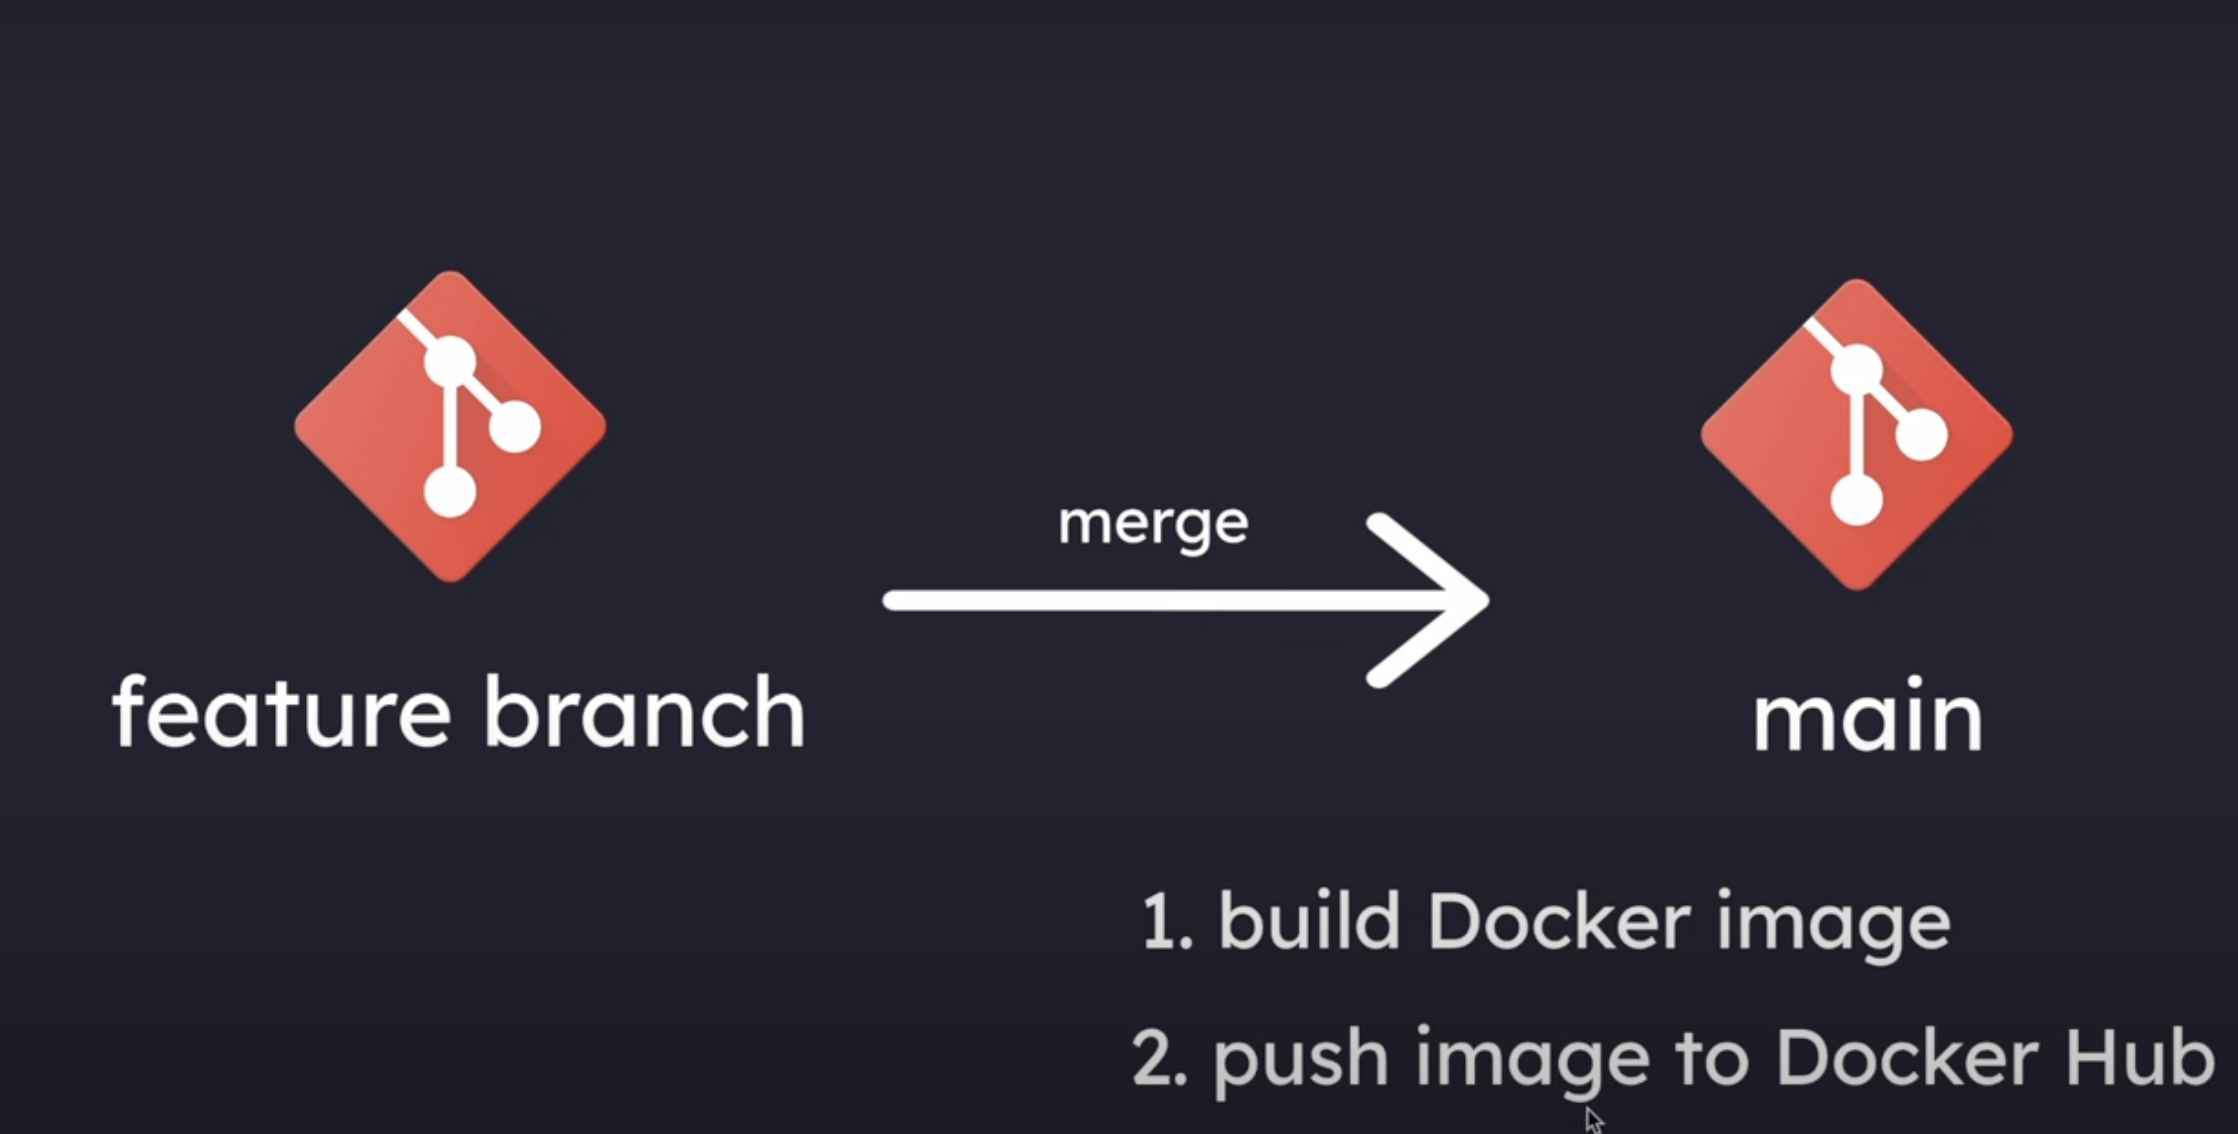 merge
feature branch
main
1. build Docker image
2. push image to Docker Hub